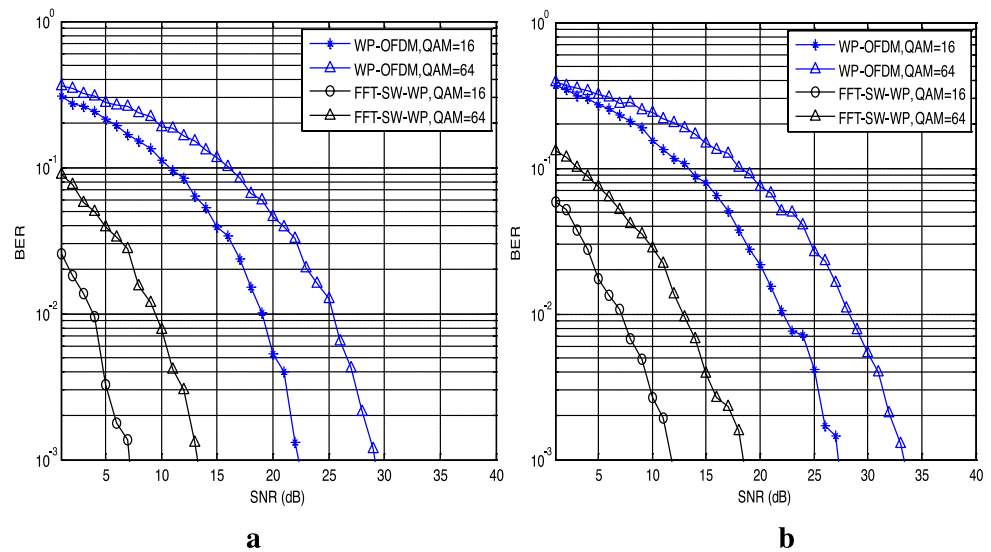 10^0
10^-1
10^-2
10^-3
BER
5 10 15 20 25 30 35 40
SNR (dB)
WP-OFDM,QAM=16
WP-OFDM,QAM=64
FFT-SW-WP,QAM=16
FFT-SW-WP,QAM=64
a
10^0
10^-1
10^-2
10^-3
BER
5 10 15 20 25 30 35 40
SNR (dB)
WP-OFDM,QAM=16
WP-OFDM,QAM=64
FFT-SW-WP,QAM=16
FFT-SW-WP,QAM=64
b